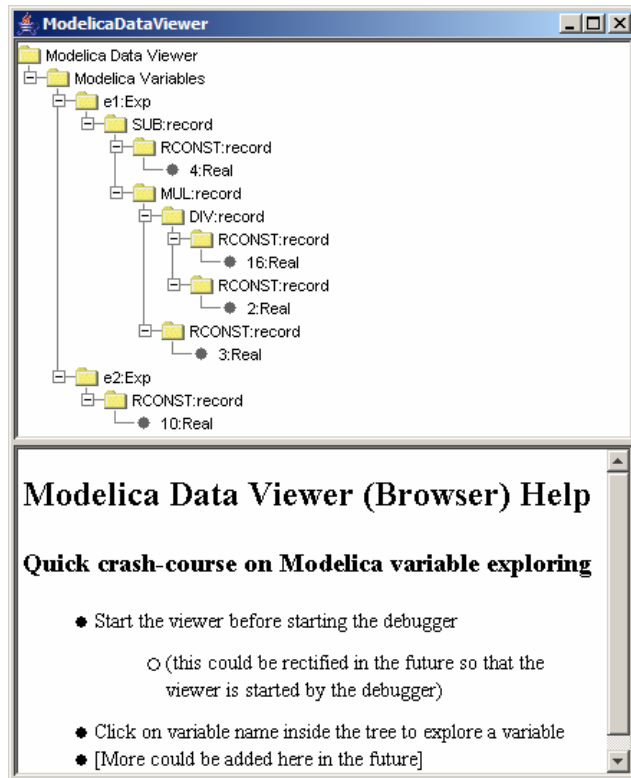 ModelicaDataViewer
Modelica Data Viewer
Modelica Variables
e1:Exp
SUB:record
RCONST:record
4:Real
MUL:record
DIV:record
RCONST:record
16:Real
RCONST:record
2:Real
RCONST:record
3:Real
e2:Exp
RCONST:record
10:Real
Modelica Data Viewer (Browser) Help
Quick crash-course on Modelica variable exploring
Start the viewer before starting the debugger
(this could be rectified in the future so that the
viewer is started by the debugger)
Click on variable name inside the tree to explore a variable
[More could be added here in the future]